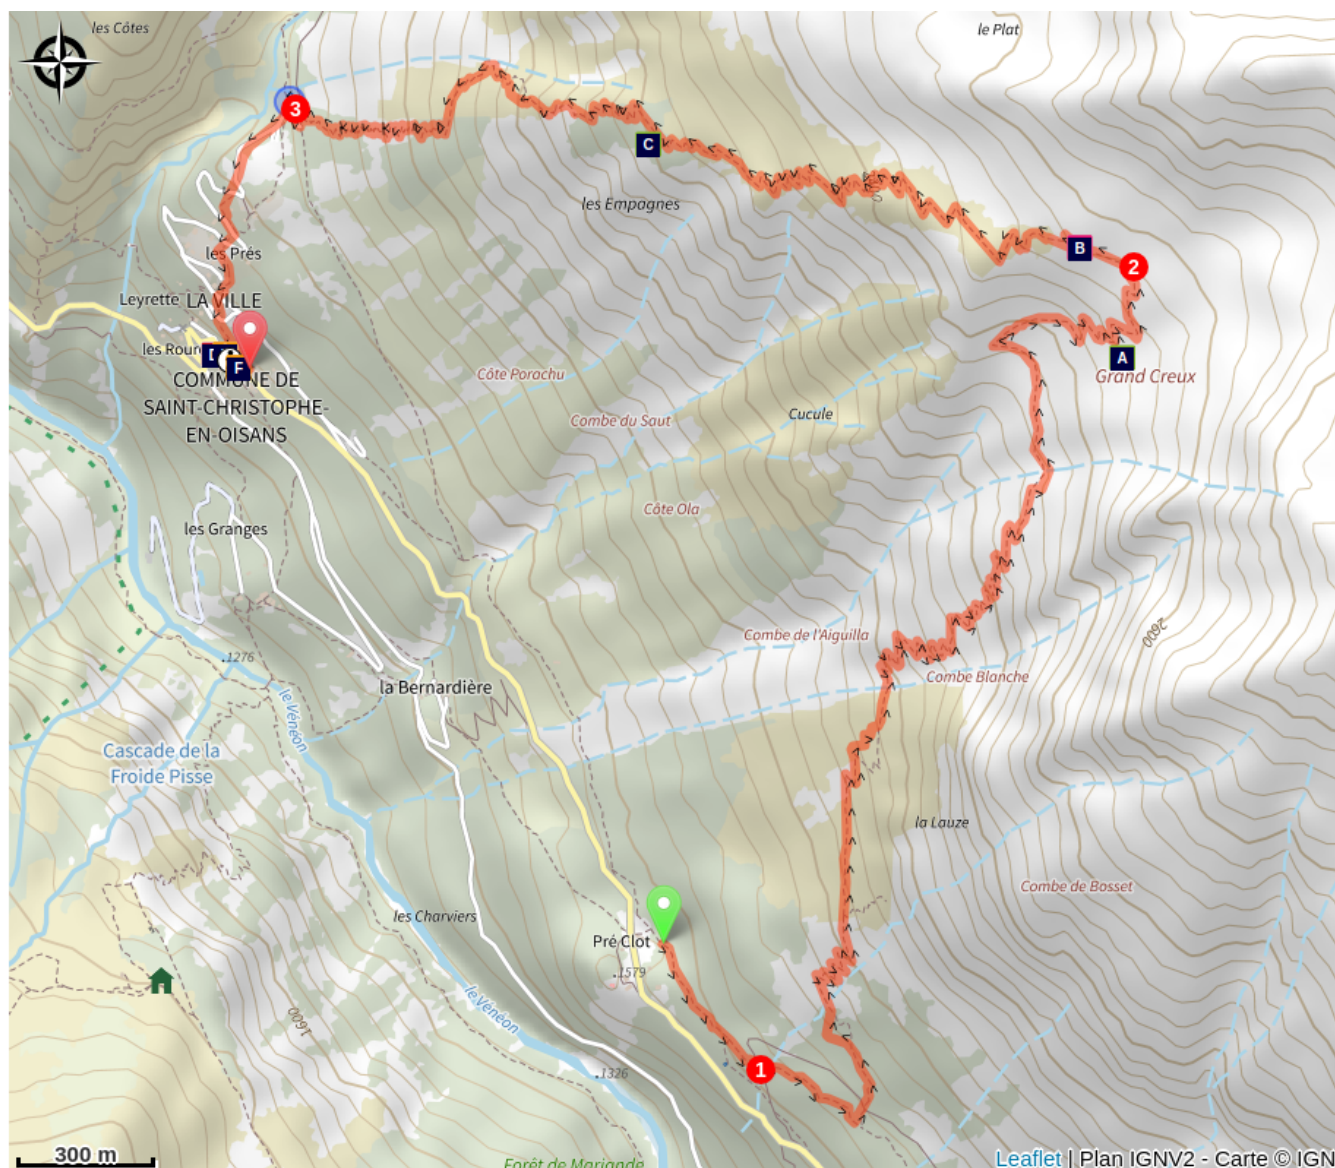 les Côtes
le Plat
3
C
les Empagnes
B
2
les Prés
Leyrette
LA VILLE
A
Grand Creux
F
COMMUNE DE
SAINT-CHRISTOPHE-
EN-OISANS
Côte Porachu
Combe du Saut
Cucule
Côte Ola
les Granges
2600
Combe de l'Aiguilla
.1276
Combe Blanche
la Bernardière
le Vénéon
Cascade de la
Froide Pisse
la Lauze
Combe de Bosset
les Charviers
Pré Clot
.1579
le Vénéon
1600
1
.1326
300 m
Forêt de Mariande
Leaflet | Plan IGNV2 - Carte © IGN